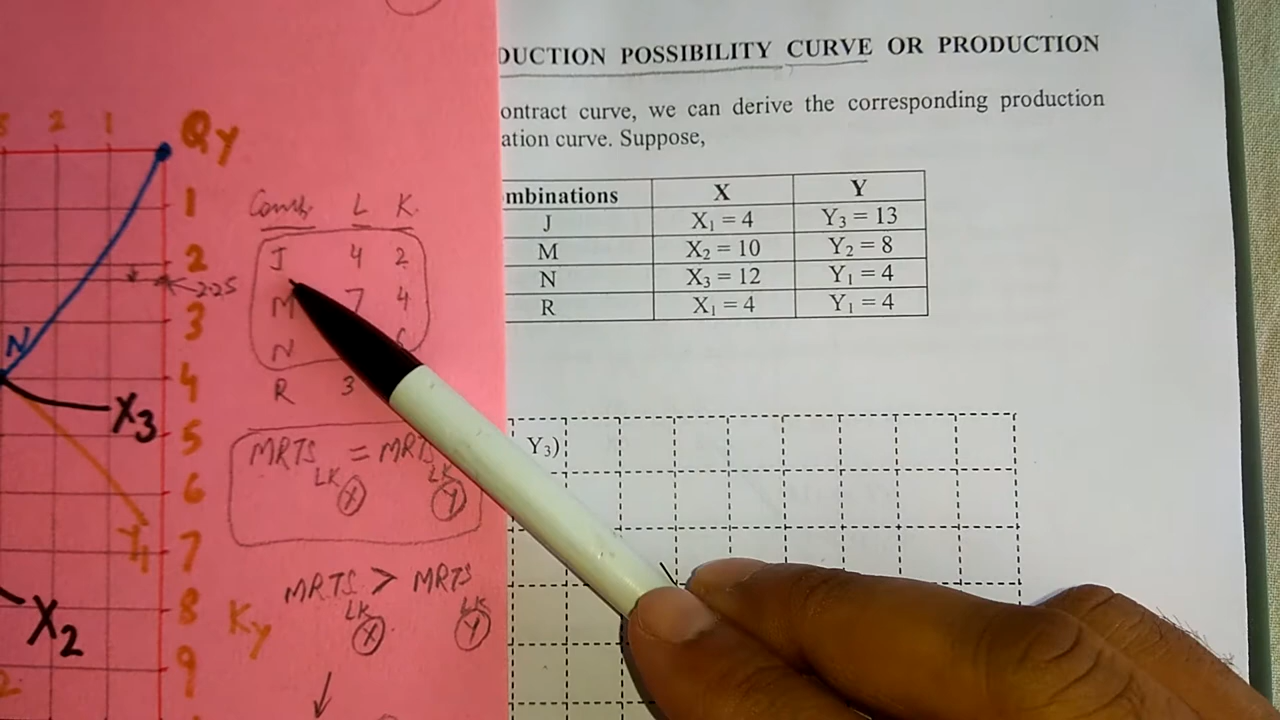 2 1 QY
1
2
2.25
3
4
5
6
7
8
9
N
X3
Y1
X2
KY
2
Comb. L K
J 4 2
M 7 4
N 6
R 3
MRTS LK X = MRTS LK Y
MRTS LK X > MRTS LK Y
DUCTION POSSIBILITY CURVE OR PRODUCTION
ontract curve, we can derive the corresponding production
ation curve. Suppose,
mbinations X Y
J X1 = 4 Y3 = 13
M X2 = 10 Y2 = 8
N X3 = 12 Y1 = 4
R X1 = 4 Y1 = 4
Y3)